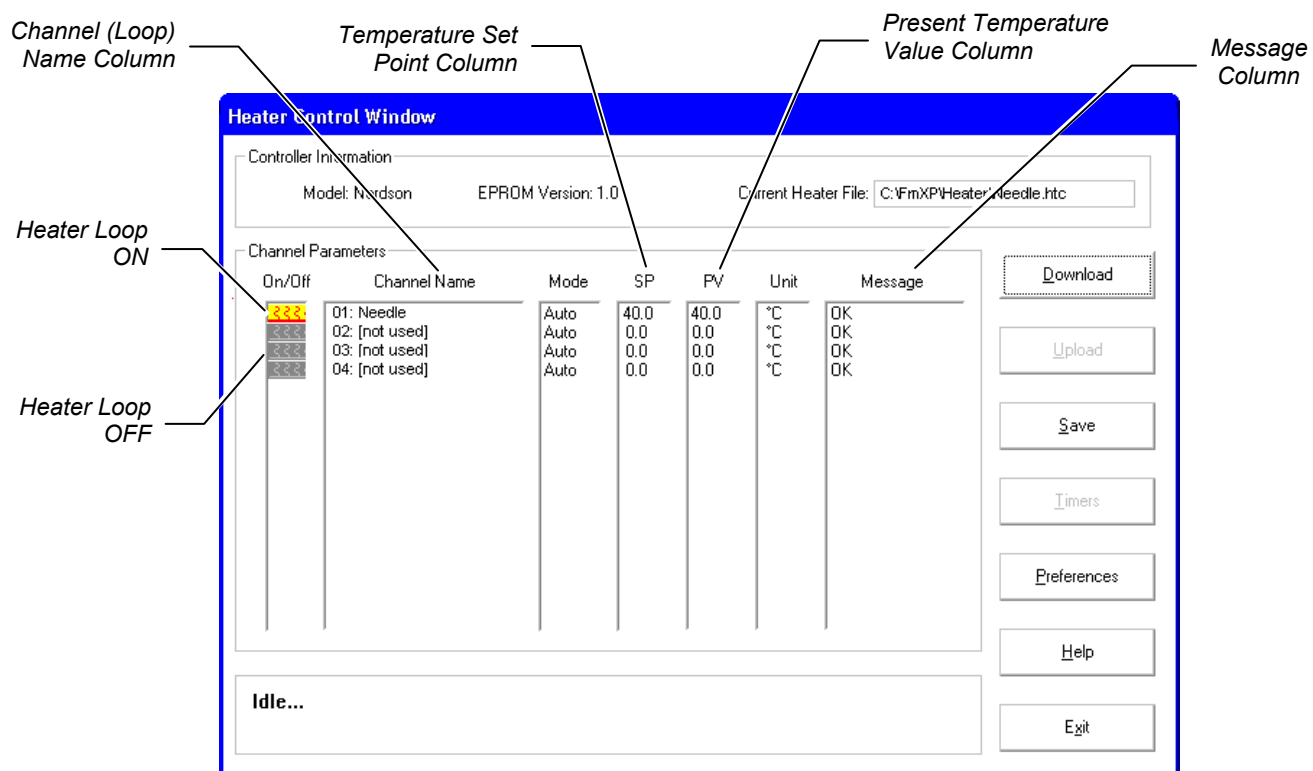 Channel (Loop)
Name Column
Temperature Set
Point Column
Present Temperature
Value Column
Message
Column
Heater Control Window
Controller Information
Model: Nordson EPROM Version: 1.0 Current Heater File: C:\FmXP\Heater\Needle.htc
Heater Loop
ON
Heater Loop
OFF
Channel Parameters
On/Off Channel Name Mode SP PV Unit Message
01: Needle Auto 40.0 40.0 °C OK
02: [not used] Auto 0.0 0.0 °C OK
03: [not used] Auto 0.0 0.0 °C OK
04: [not used] Auto 0.0 0.0 °C OK
Download
Upload
Save
Timers
Preferences
Help
Exit
Idle...